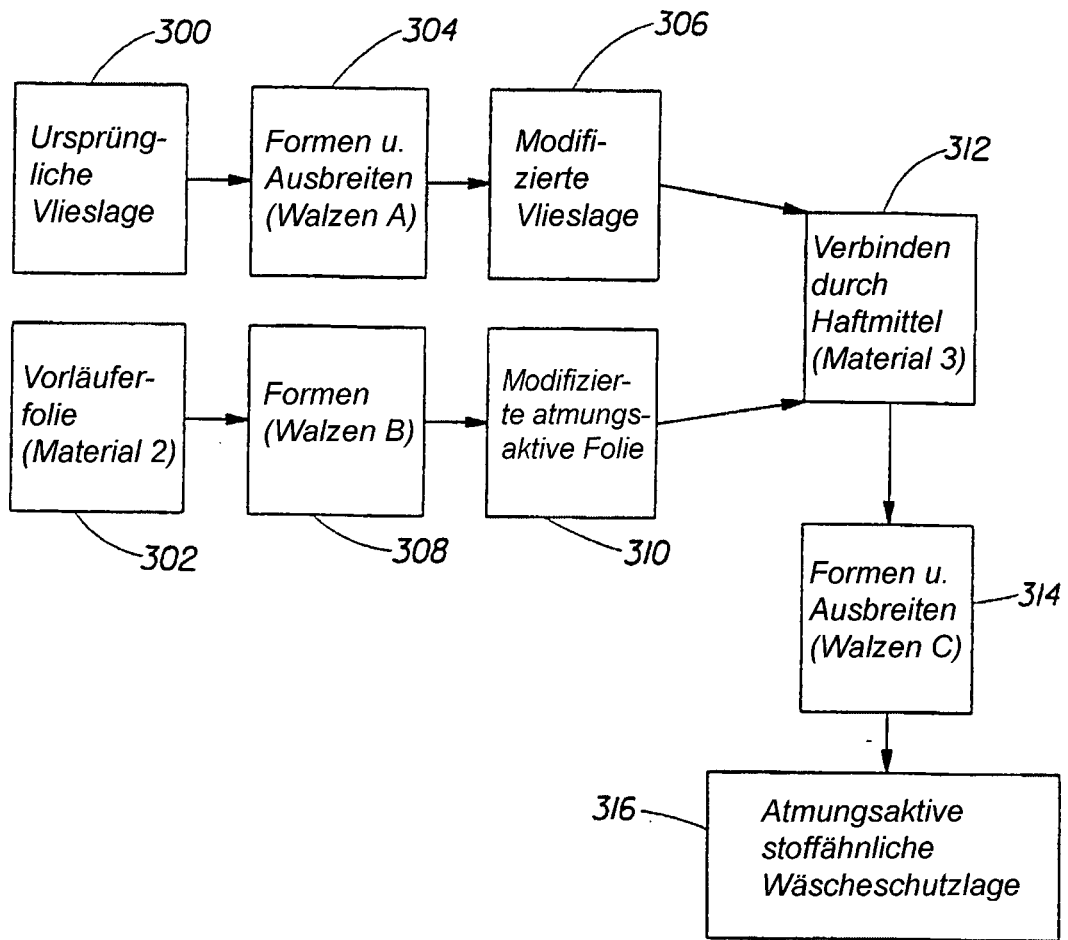 300
304
306
Ursprüng-
liche
Vlieslage
Formen u.
Ausbreiten
(Walzen A)
Modifi-
zierte
Vlieslage
312
Verbinden
durch
Haftmittel
(Material 3)
Vorläufer-
folie
(Material 2)
Formen
(Walzen B)
Modifizier-
te atmungs-
aktive Folie
302
308
310
Formen u.
Ausbreiten
(Walzen C)
314
316
Atmungsaktive
stoffähnliche
Wäscheschutzlage